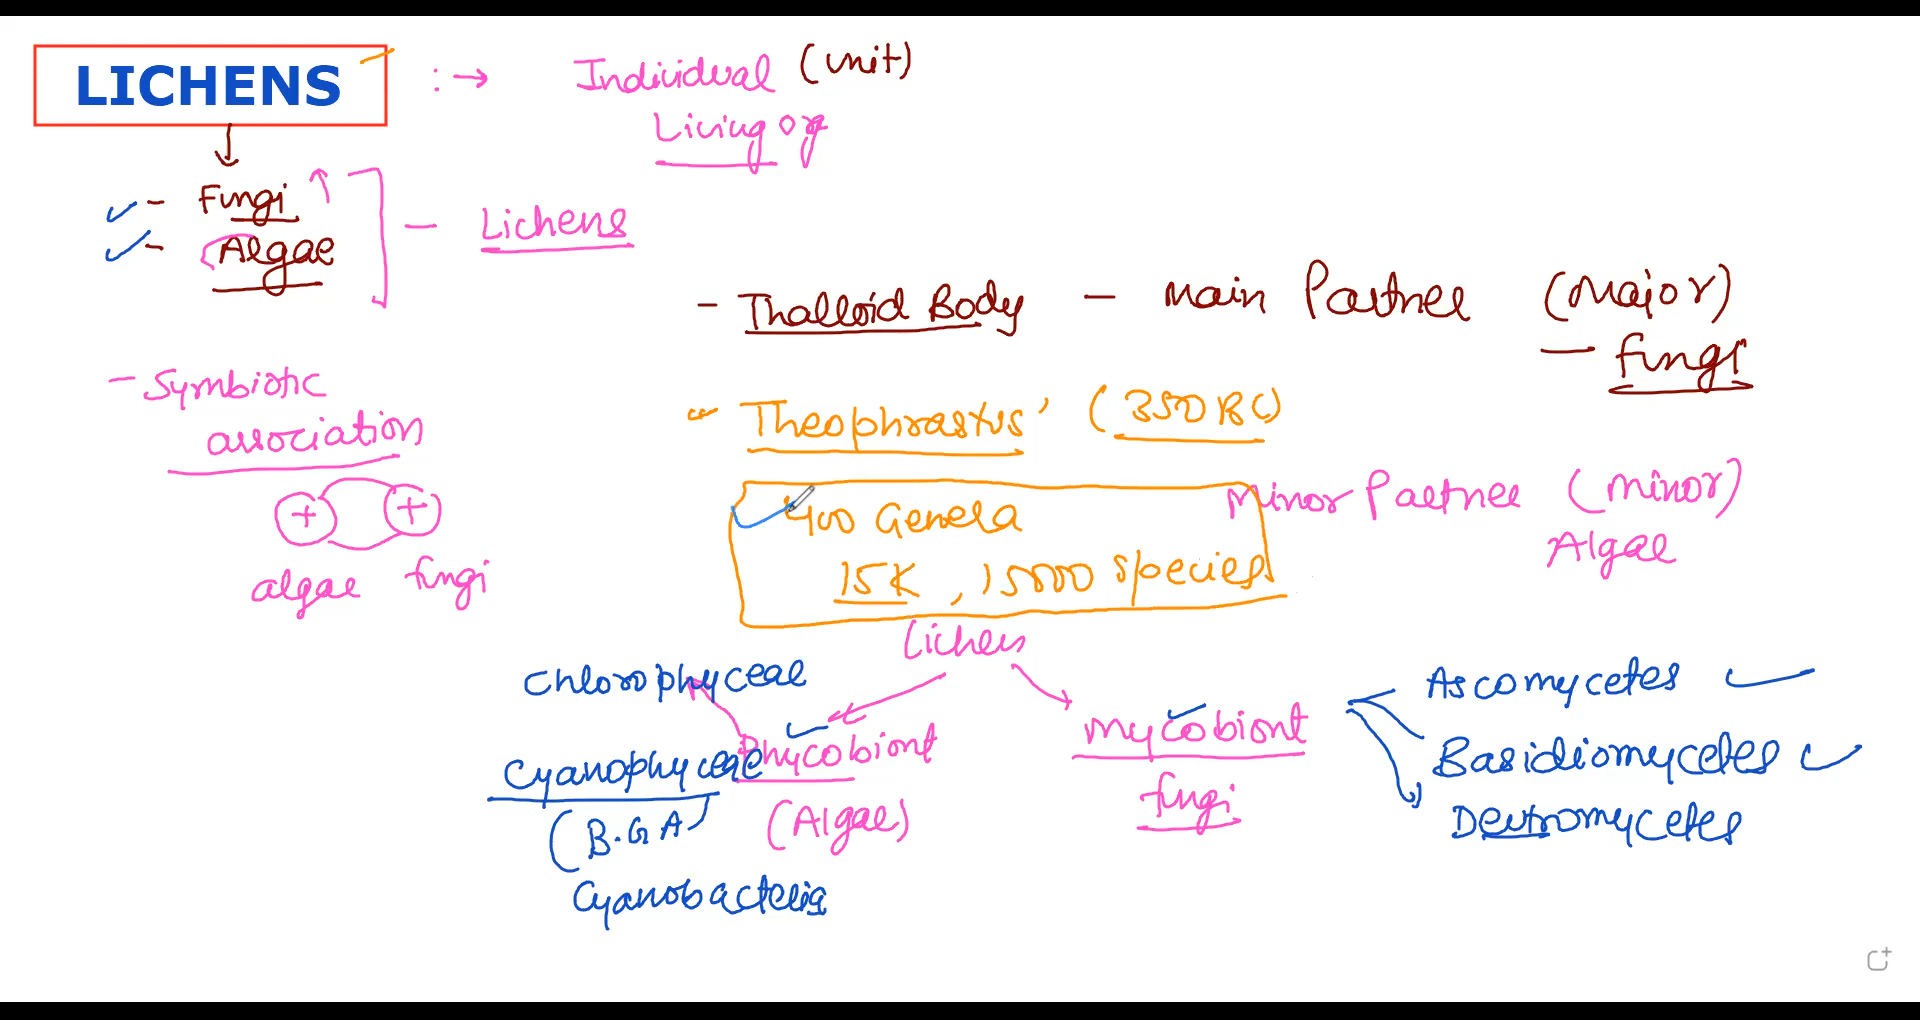 LICHENS :→ Individual (unit)
Living org
- Fungi ↑
- Algae
- Lichens
- Thalloid Body - Main Partner (Major)
- fungi
- Symbiotic
association
+ +
algae fungi
"Theophrastus' (350 BC)
400 Genera
15K, 15000 species
Minor Partner (Minor)
Algae
Lichen
Chlorophyceae
Cyanophyceae
(B.G.A)
Cyanobacteria
Phycobiont
(Algae)
Mycobiont
fungi
Ascomycetes
Basidiomycetes
Deutromycetes